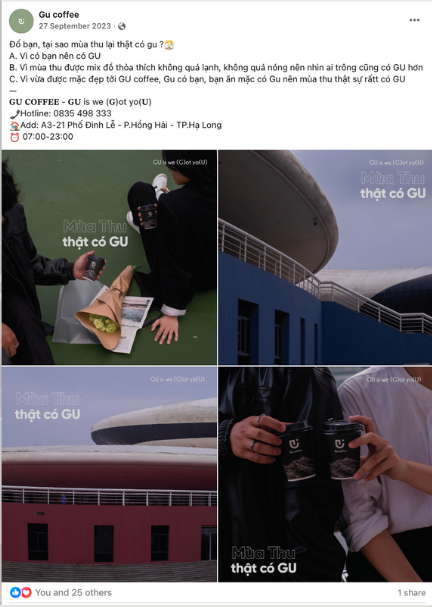 Gu coffee
27 September 2023 ·
Đố bạn, tại sao mùa thu lại thật có gu ?
A. Vì có bạn nên có GU
B. Vì mùa thu được mix đồ thỏa thích không quá lạnh, không quá nóng nên nhìn ai trông cũng có GU hơn
C. Vì vừa được mặc đẹp tới GU coffee, Gu có bạn, bạn ăn mặc có Gu nên mùa thu thật sự rấtt có GU
—
GU COFFEE - GU is we (G)ot yo(U)
Hotline: 0835 498 333
Add: A3-21 Phố Đinh Lễ - P.Hồng Hải - TP.Hạ Long
07:00-23:00
GU is we (G)ot yo(U)
Mùa Thu
thật có GU
GU is we (G)ot yo(U)
Mùa Thu
thật có GU
GU is we (G)ot yo(U)
Mùa Thu
thật có GU
GU is we (G)ot yo(U)
Mùa Thu
thật có GU
You and 25 others
1 share